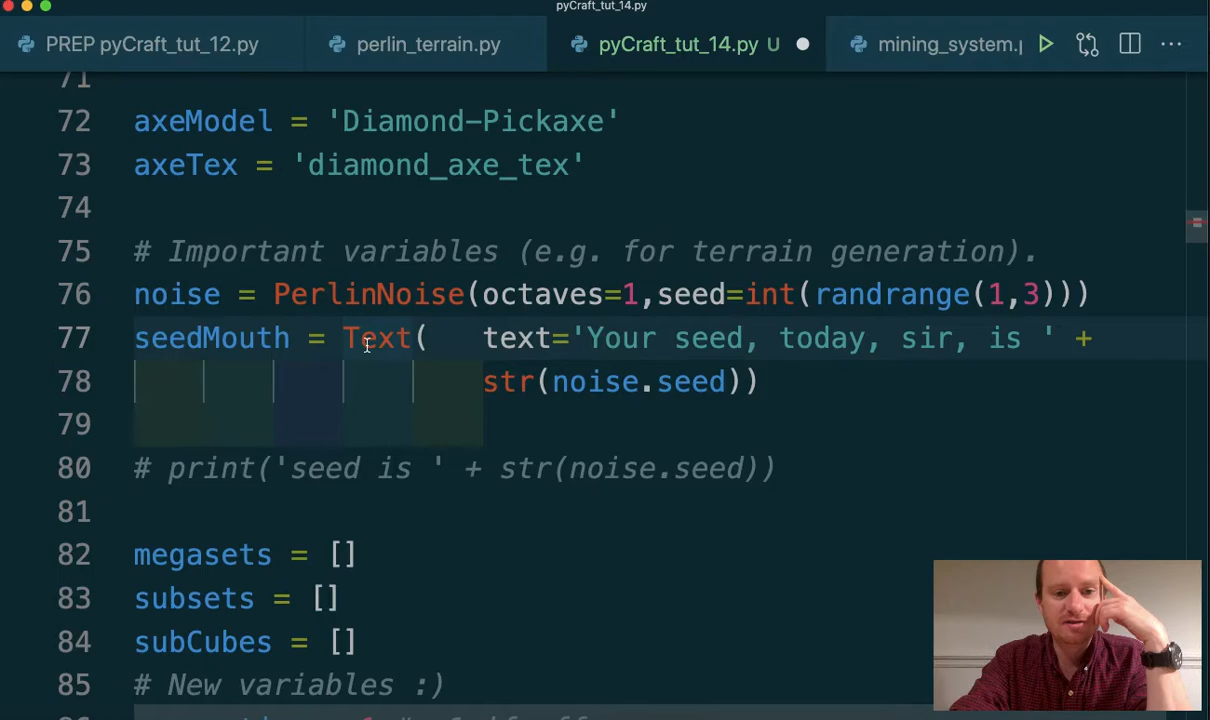 pyCraft_tut_14.py
PREP pyCraft_tut_12.py perlin_terrain.py pyCraft_tut_14.py U mining_system.p
71
72 axeModel = 'Diamond-Pickaxe'
73 axeTex = 'diamond_axe_tex'
74
75 # Important variables (e.g. for terrain generation).
76 noise = PerlinNoise(octaves=1,seed=int(randrange(1,3)))
77 seedMouth = Text(   text='Your seed, today, sir, is ' +
78 str(noise.seed))
79
80 # print('seed is ' + str(noise.seed))
81
82 megasets = []
83 subsets = []
84 subCubes = []
85 # New variables :)